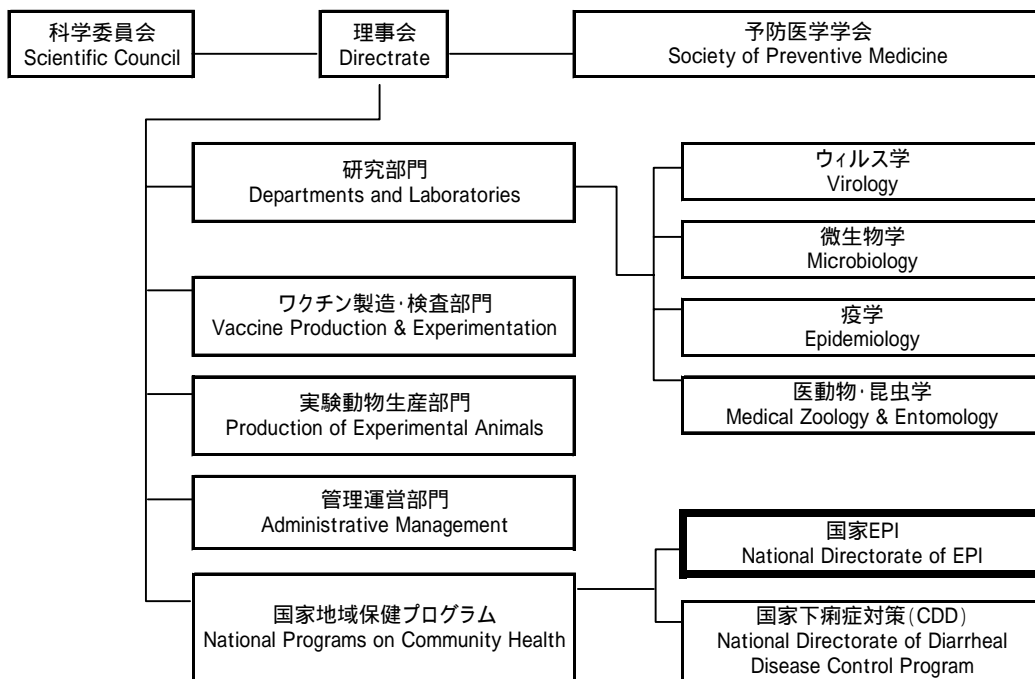 科学委員会
Scientific Council
理事会
Directrate
予防医学学会
Society of Preventive Medicine
研究部門
Departments and Laboratories
ワクチン製造･検査部門
Vaccine Production & Experimentation
実験動物生産部門
Production of Experimental Animals
管理運営部門
Administrative Management
国家地域保健プログラム
National Programs on Community Health
ウィルス学
Virology
微生物学
Microbiology
疫学
Epidemiology
医動物･昆虫学
Medical Zoology & Entomology
国家EPI
National Directorate of EPI
国家下痢症対策(CDD)
National Directorate of Diarrheal
Disease Control Program